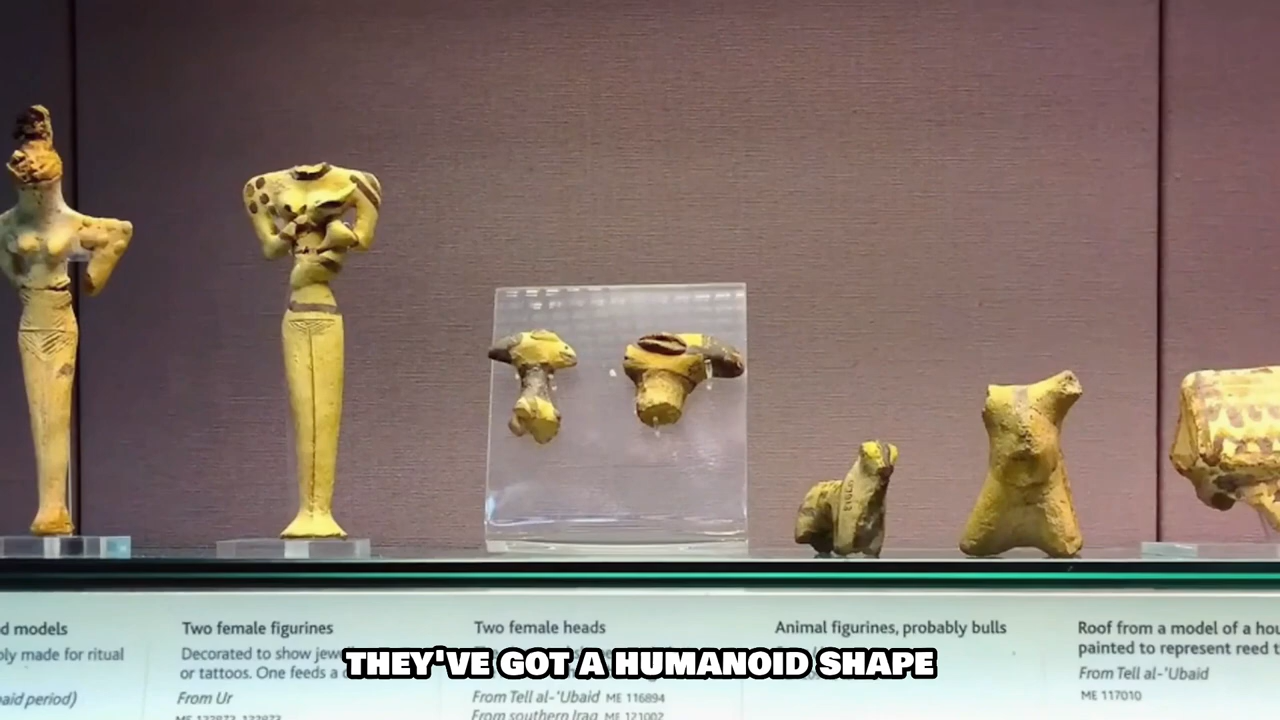 d models
bly made for ritual
aid period)
Two female figurines
Decorated to show jew
or tattoos. One feeds a
From Ur
Two female heads
From Tell al-'Ubaid ME 116894
From southern Iraq ME 121002
Animal figurines, probably bulls
Roof from a model of a hou
painted to represent reed t
From Tell al-'Ubaid
ME 117010
THEY'VE GOT A HUMANOID SHAPE